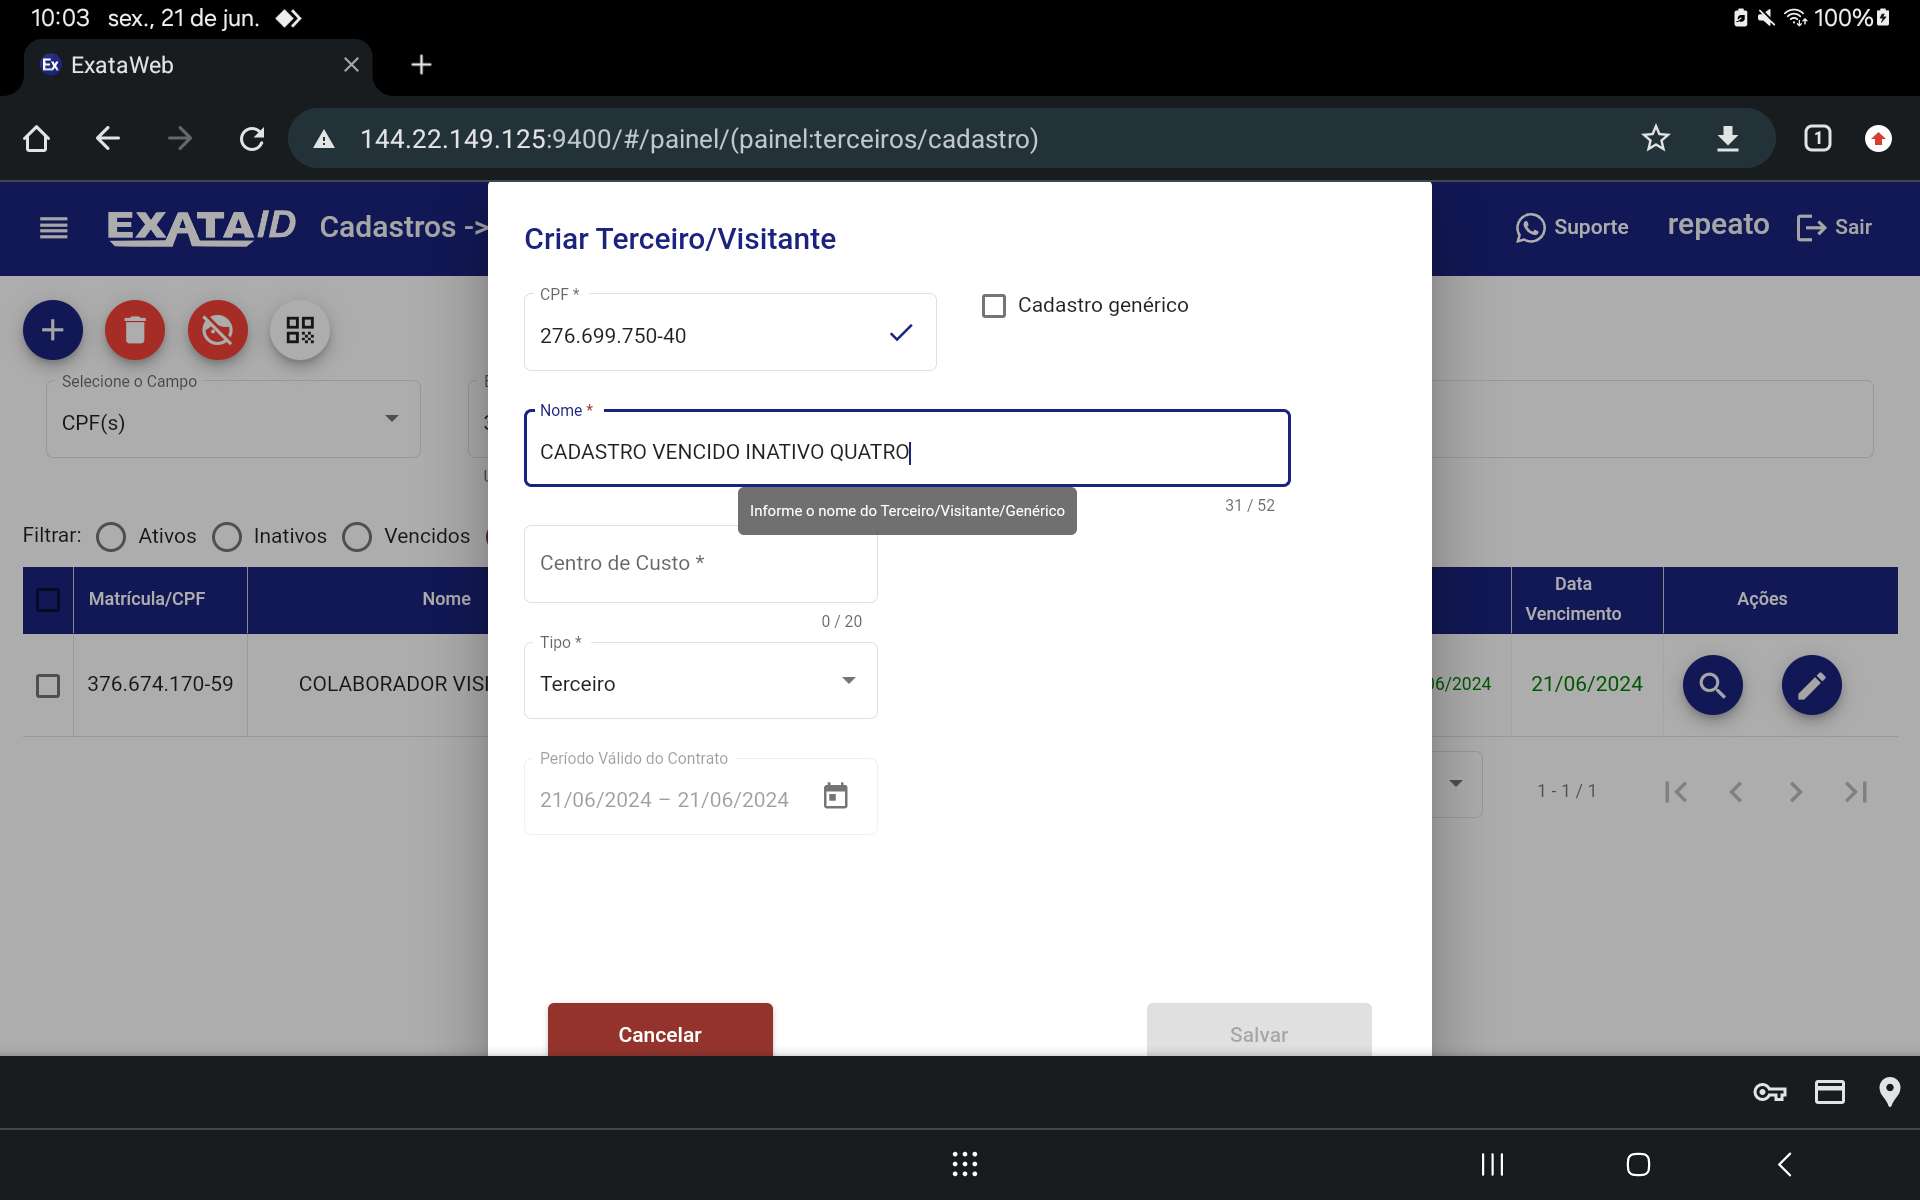 10:03 sex., 21 de jun. 100%
Ex ExataWeb
144.22.149.125:9400/#/painel/(painel:terceiros/cadastro) 1
EXATAID Cadastros -> Suporte repeato Sair
Criar Terceiro/Visitante
CPF *
276.699.750-40
Cadastro genérico
Selecione o Campo
CPF(s)
Nome *
CADASTRO VENCIDO INATIVO QUATRO
31 / 52
Informe o nome do Terceiro/Visitante/Genérico
Filtrar: Ativos Inativos Vencidos
Centro de Custo *
0 / 20
Matrícula/CPF Nome Data Vencimento Ações
Tipo *
Terceiro
376.674.170-59 COLABORADOR VISI 06/2024 21/06/2024
Período Válido do Contrato
21/06/2024 – 21/06/2024
1 - 1 / 1
Cancelar Salvar